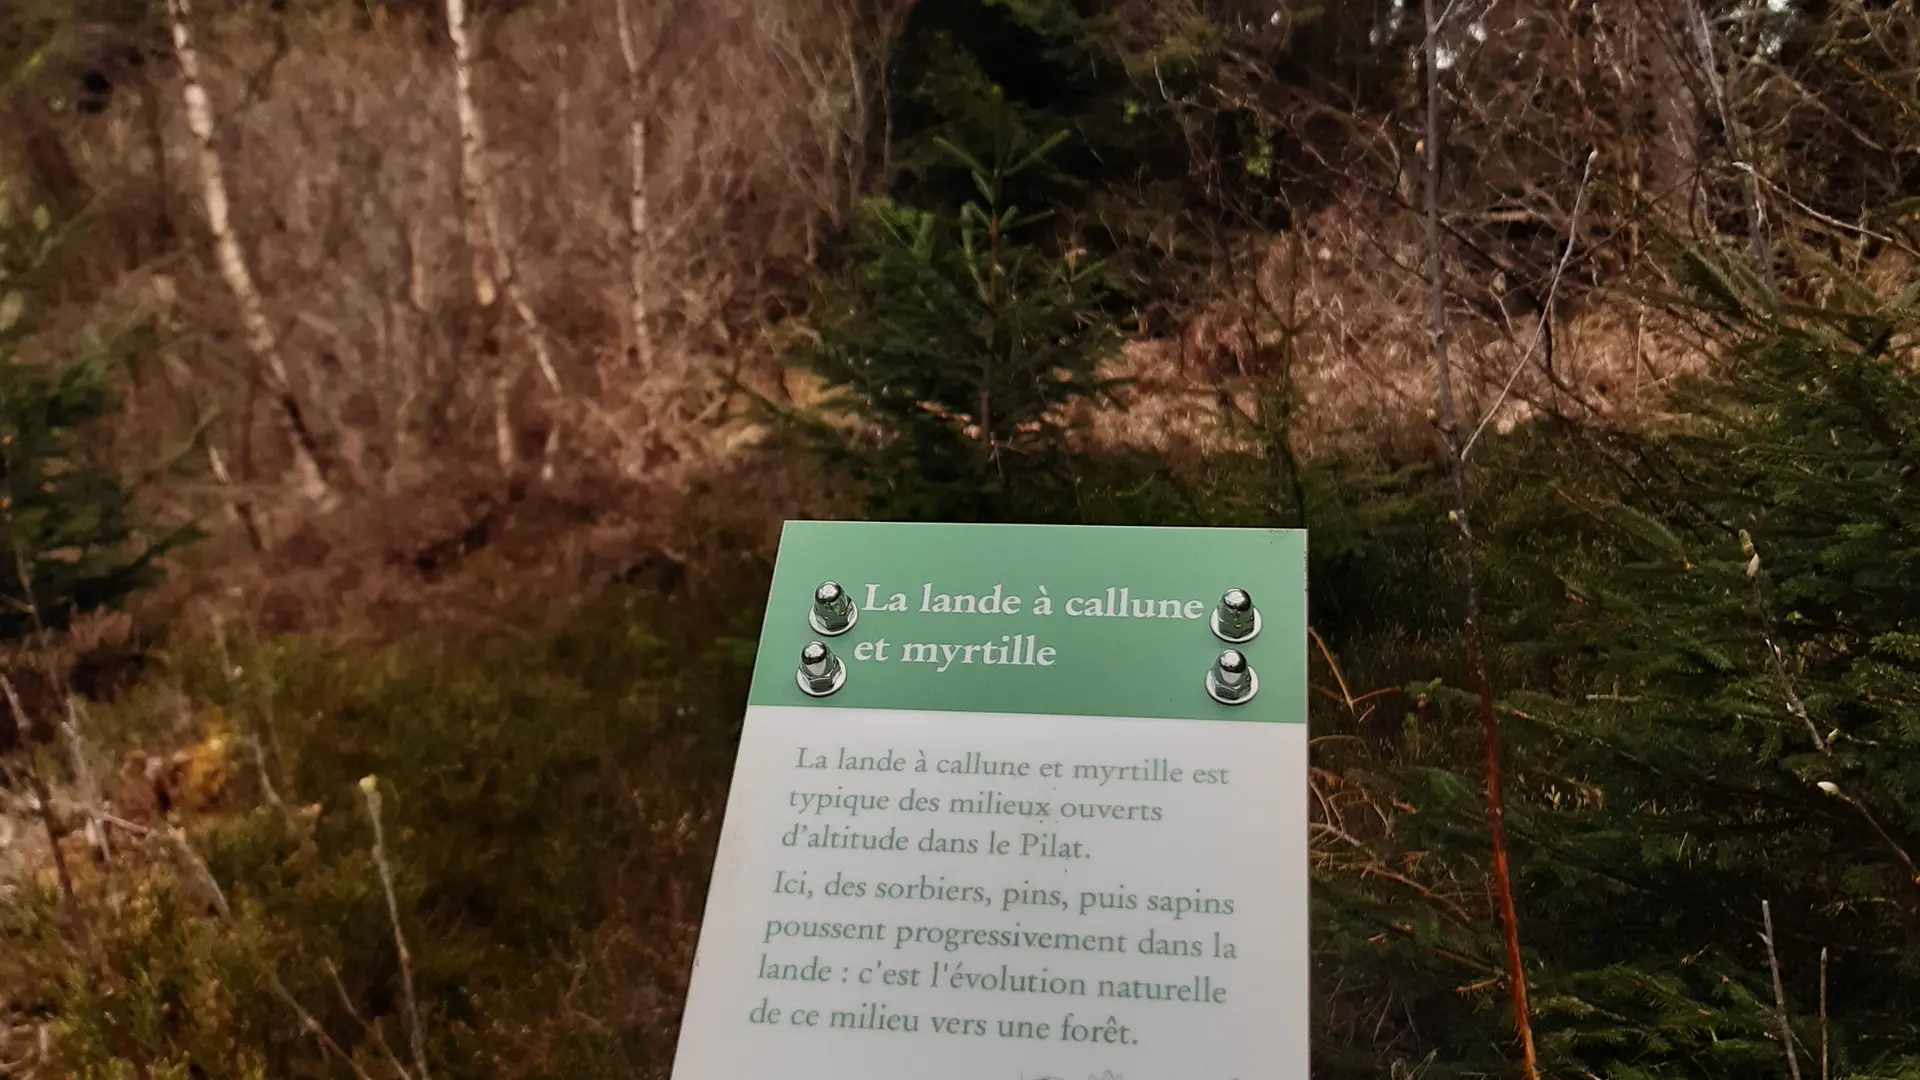 La lande à callune
et myrtille
La lande à callune et myrtille est
typique des milieux ouverts
d’altitude dans le Pilat.
Ici, des sorbiers, pins, puis sapins
poussent progressivement dans la
lande : c'est l'évolution naturelle
de ce milieu vers une forêt.